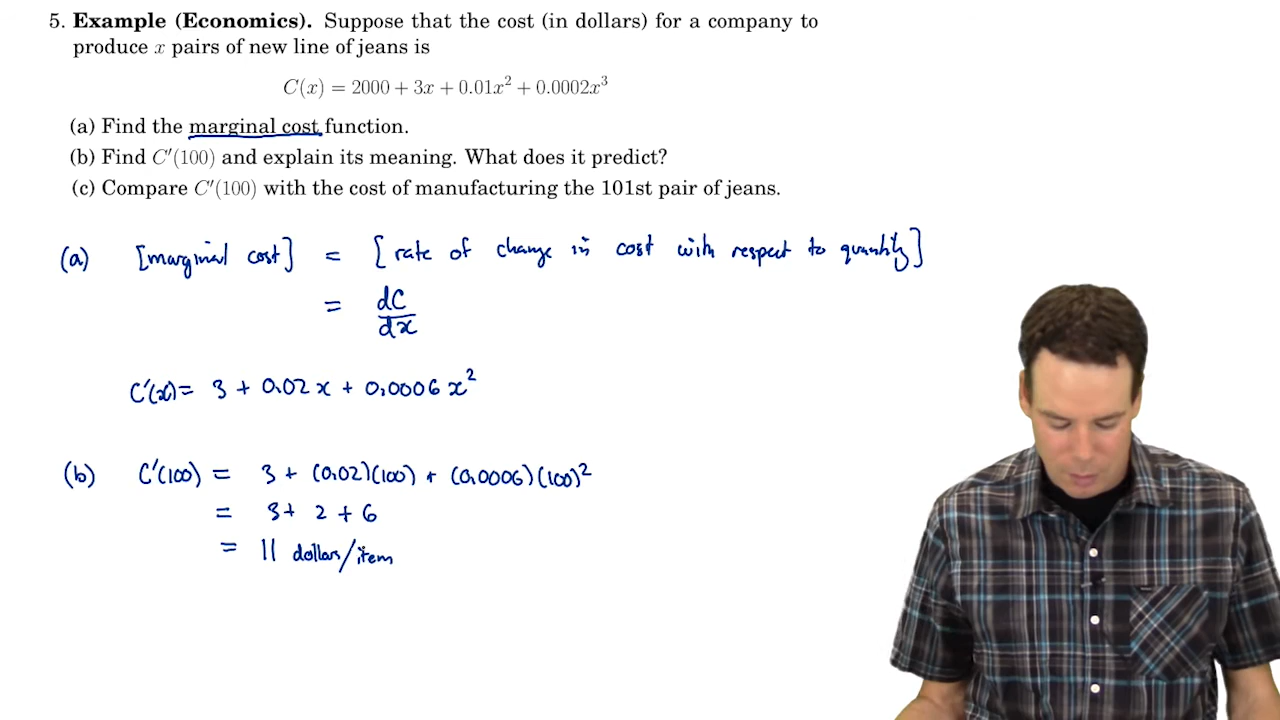 5. Example (Economics). Suppose that the cost (in dollars) for a company to
produce x pairs of new line of jeans is
C(x) = 2000 + 3x + 0.01x² + 0.0002x³
(a) Find the marginal cost function.
(b) Find C′(100) and explain its meaning. What does it predict?
(c) Compare C′(100) with the cost of manufacturing the 101st pair of jeans.
(a) [marginal cost] = [rate of change in cost with respect to quantity]
= dC/dx
C′(x) = 3 + 0.02x + 0.0006x²
(b) C′(100) = 3 + (0.02)(100) + (0.0006)(100)²
= 3 + 2 + 6
= 11 dollars/item